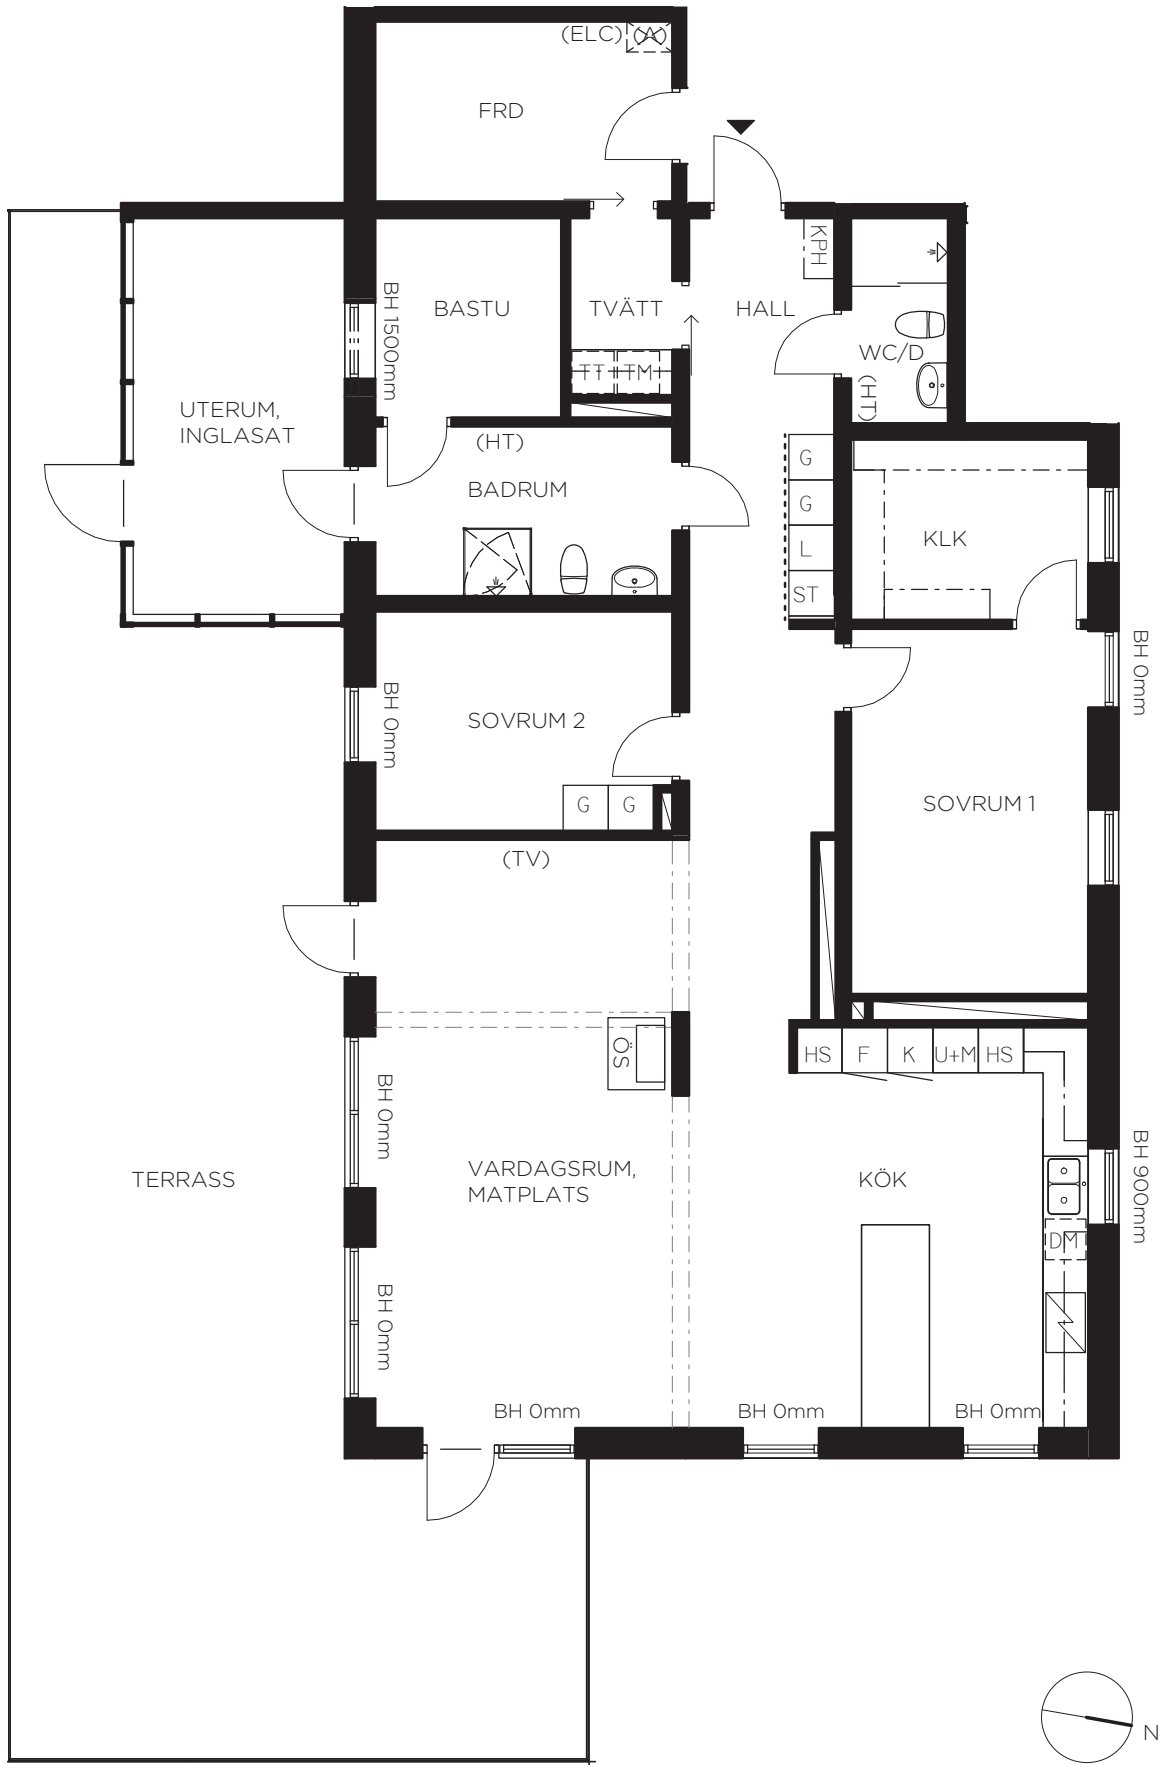 (ELC)
A
FRD
KPH
BH 1500mm
BASTU
TVÄTT
HALL
WC/D
(HT)
TT
TM
UTERUM,
INGLASAT
(HT)
BADRUM
G
G
L
ST
KLK
BH 0mm
BH 0mm
SOVRUM 2
G
G
SOVRUM 1
(TV)
ÖS
HS
F
K
U+M
HS
BH 0mm
BH 900mm
TERRASS
VARDAGSRUM,
MATPLATS
KÖK
DM
BH 0mm
BH 0mm
BH 0mm
BH 0mm
N